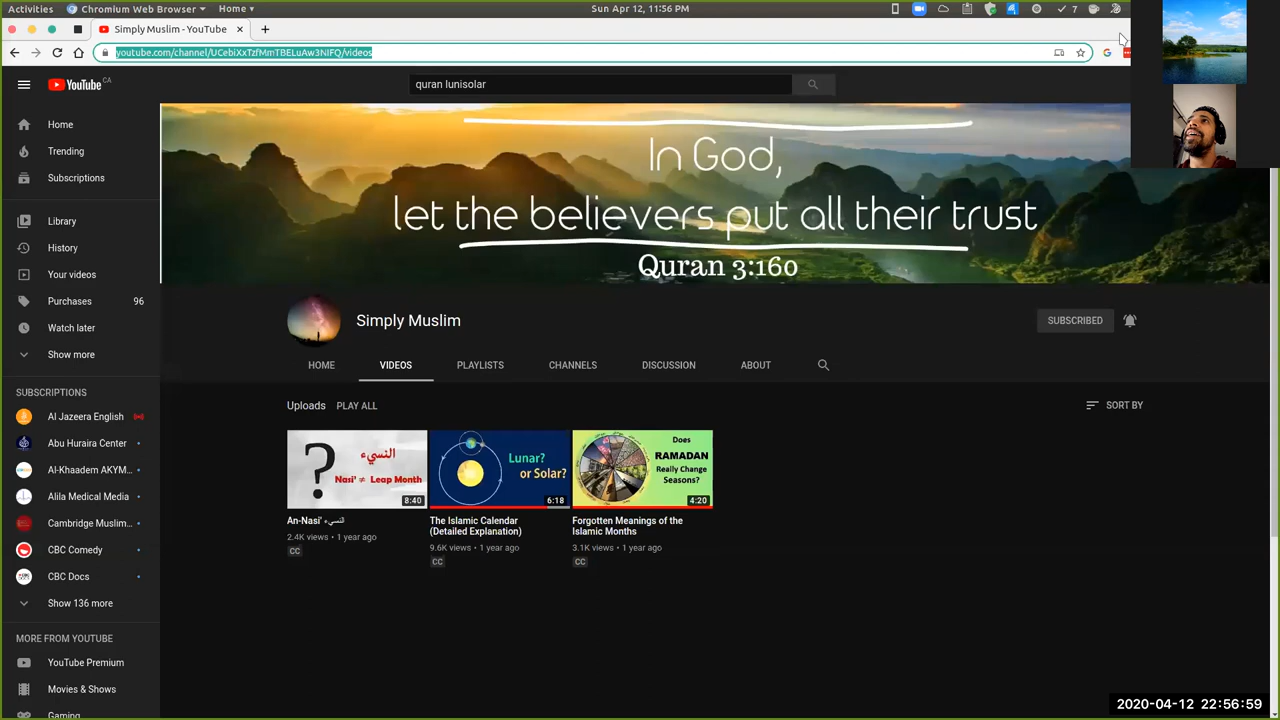 Activities
Chromium Web Browser
Home
Sun Apr 12, 11:56 PM
7
Simply Muslim - YouTube
youtube.com/channel/UCebiXxTzfMmTBELuAw3NIFQ/videos
YouTube CA
quran lunisolar
Home
Trending
Subscriptions
Library
History
Your videos
Purchases 96
Watch later
Show more
SUBSCRIPTIONS
Al Jazeera English
Abu Huraira Center
Al-Khaadem AKYM...
Alila Medical Media
Cambridge Muslim...
CBC Comedy
CBC Docs
Show 136 more
MORE FROM YOUTUBE
YouTube Premium
Movies & Shows
Gaming
In God,
let the believers put all their trust
Quran 3:160
Simply Muslim
SUBSCRIBED
HOME
VIDEOS
PLAYLISTS
CHANNELS
DISCUSSION
ABOUT
Uploads
PLAY ALL
SORT BY
?
النسيء
Nasi' ≠ Leap Month
8:40
An-Nasi' النسيء
2.4K views • 1 year ago
CC
Lunar?
or Solar?
6:18
The Islamic Calendar
(Detailed Explanation)
9.6K views • 1 year ago
CC
Does
RAMADAN
Really Change
Seasons?
4:20
Forgotten Meanings of the
Islamic Months
3.1K views • 1 year ago
CC
2020-04-12 22:56:59